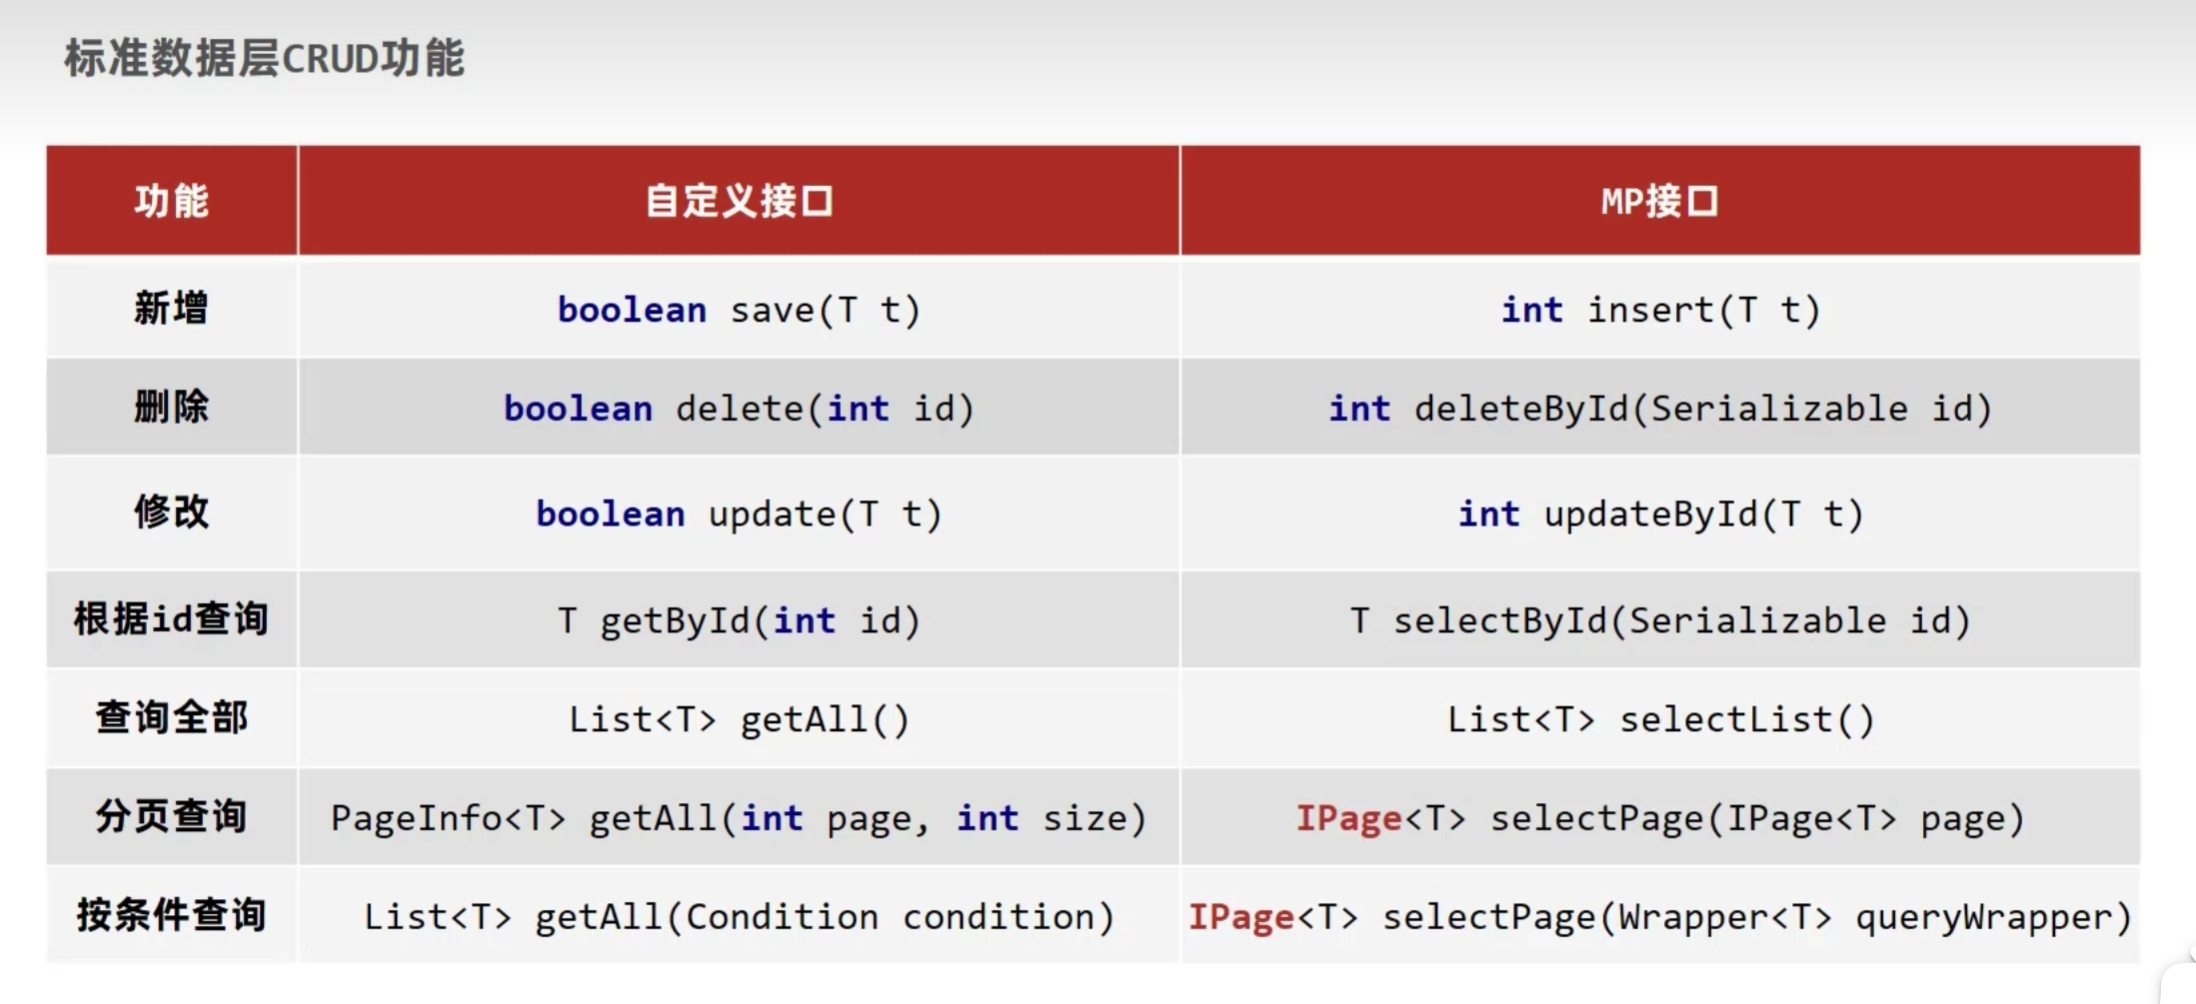 标准数据层CRUD功能
功能 自定义接口 MP接口
新增 boolean save(T t) int insert(T t)
删除 boolean delete(int id) int deleteById(Serializable id)
修改 boolean update(T t) int updateById(T t)
根据id查询 T getById(int id) T selectById(Serializable id)
查询全部 List<T> getAll() List<T> selectList()
分页查询 PageInfo<T> getAll(int page, int size) IPage<T> selectPage(IPage<T> page)
按条件查询 List<T> getAll(Condition condition) IPage<T> selectPage(Wrapper<T> queryWrapper)